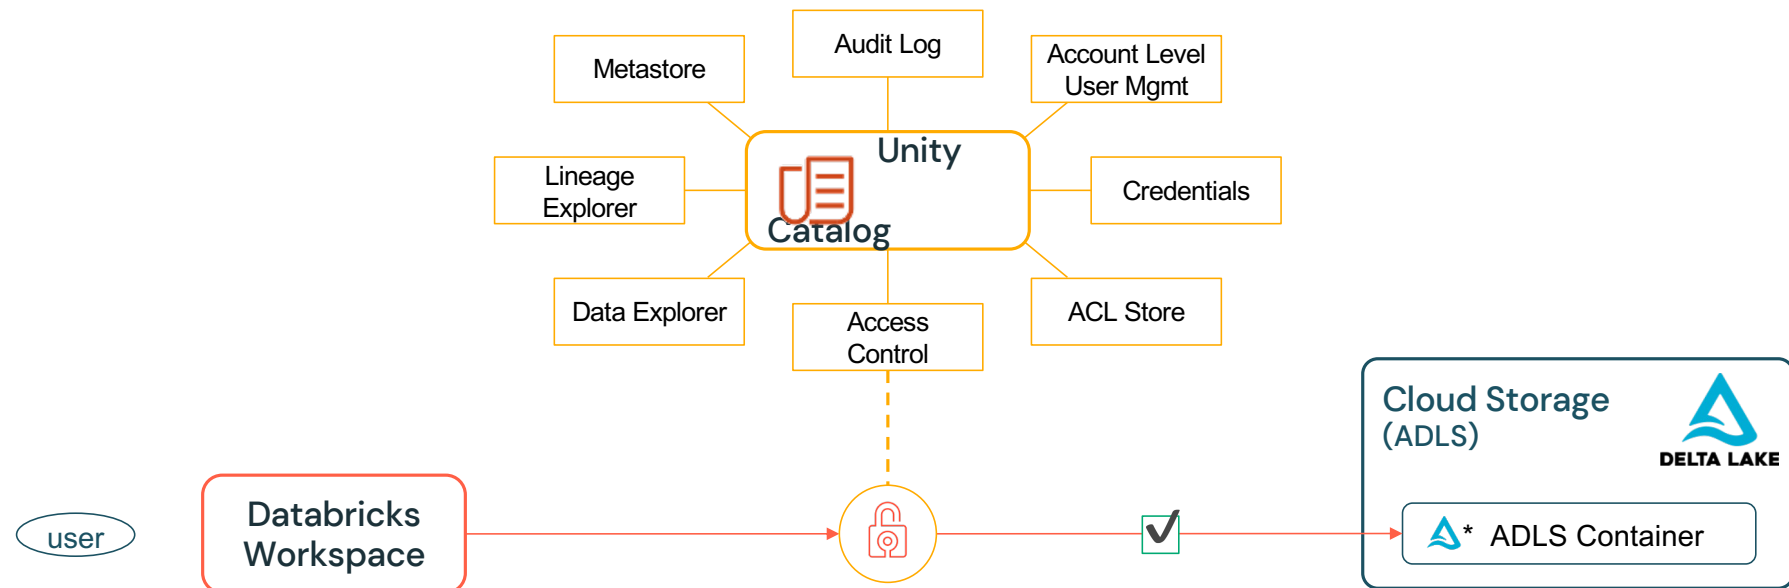 Audit Log
Metastore
Account Level
User Mgmt
Unity
Catalog
Lineage
Explorer
Credentials
Data Explorer
Access
Control
ACL Store
Cloud Storage
(ADLS)
DELTA LAKE
user
Databricks
Workspace
* ADLS Container